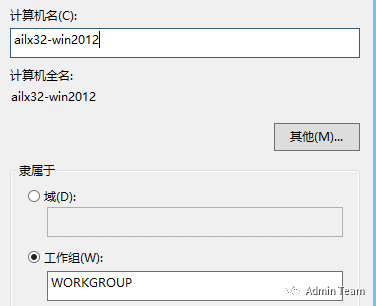 计算机名(C):
ailx32-win2012
计算机全名:
ailx32-win2012
其他(M)...
隶属于
域(D):
工作组(W):
WORKGROUP
Admin Team